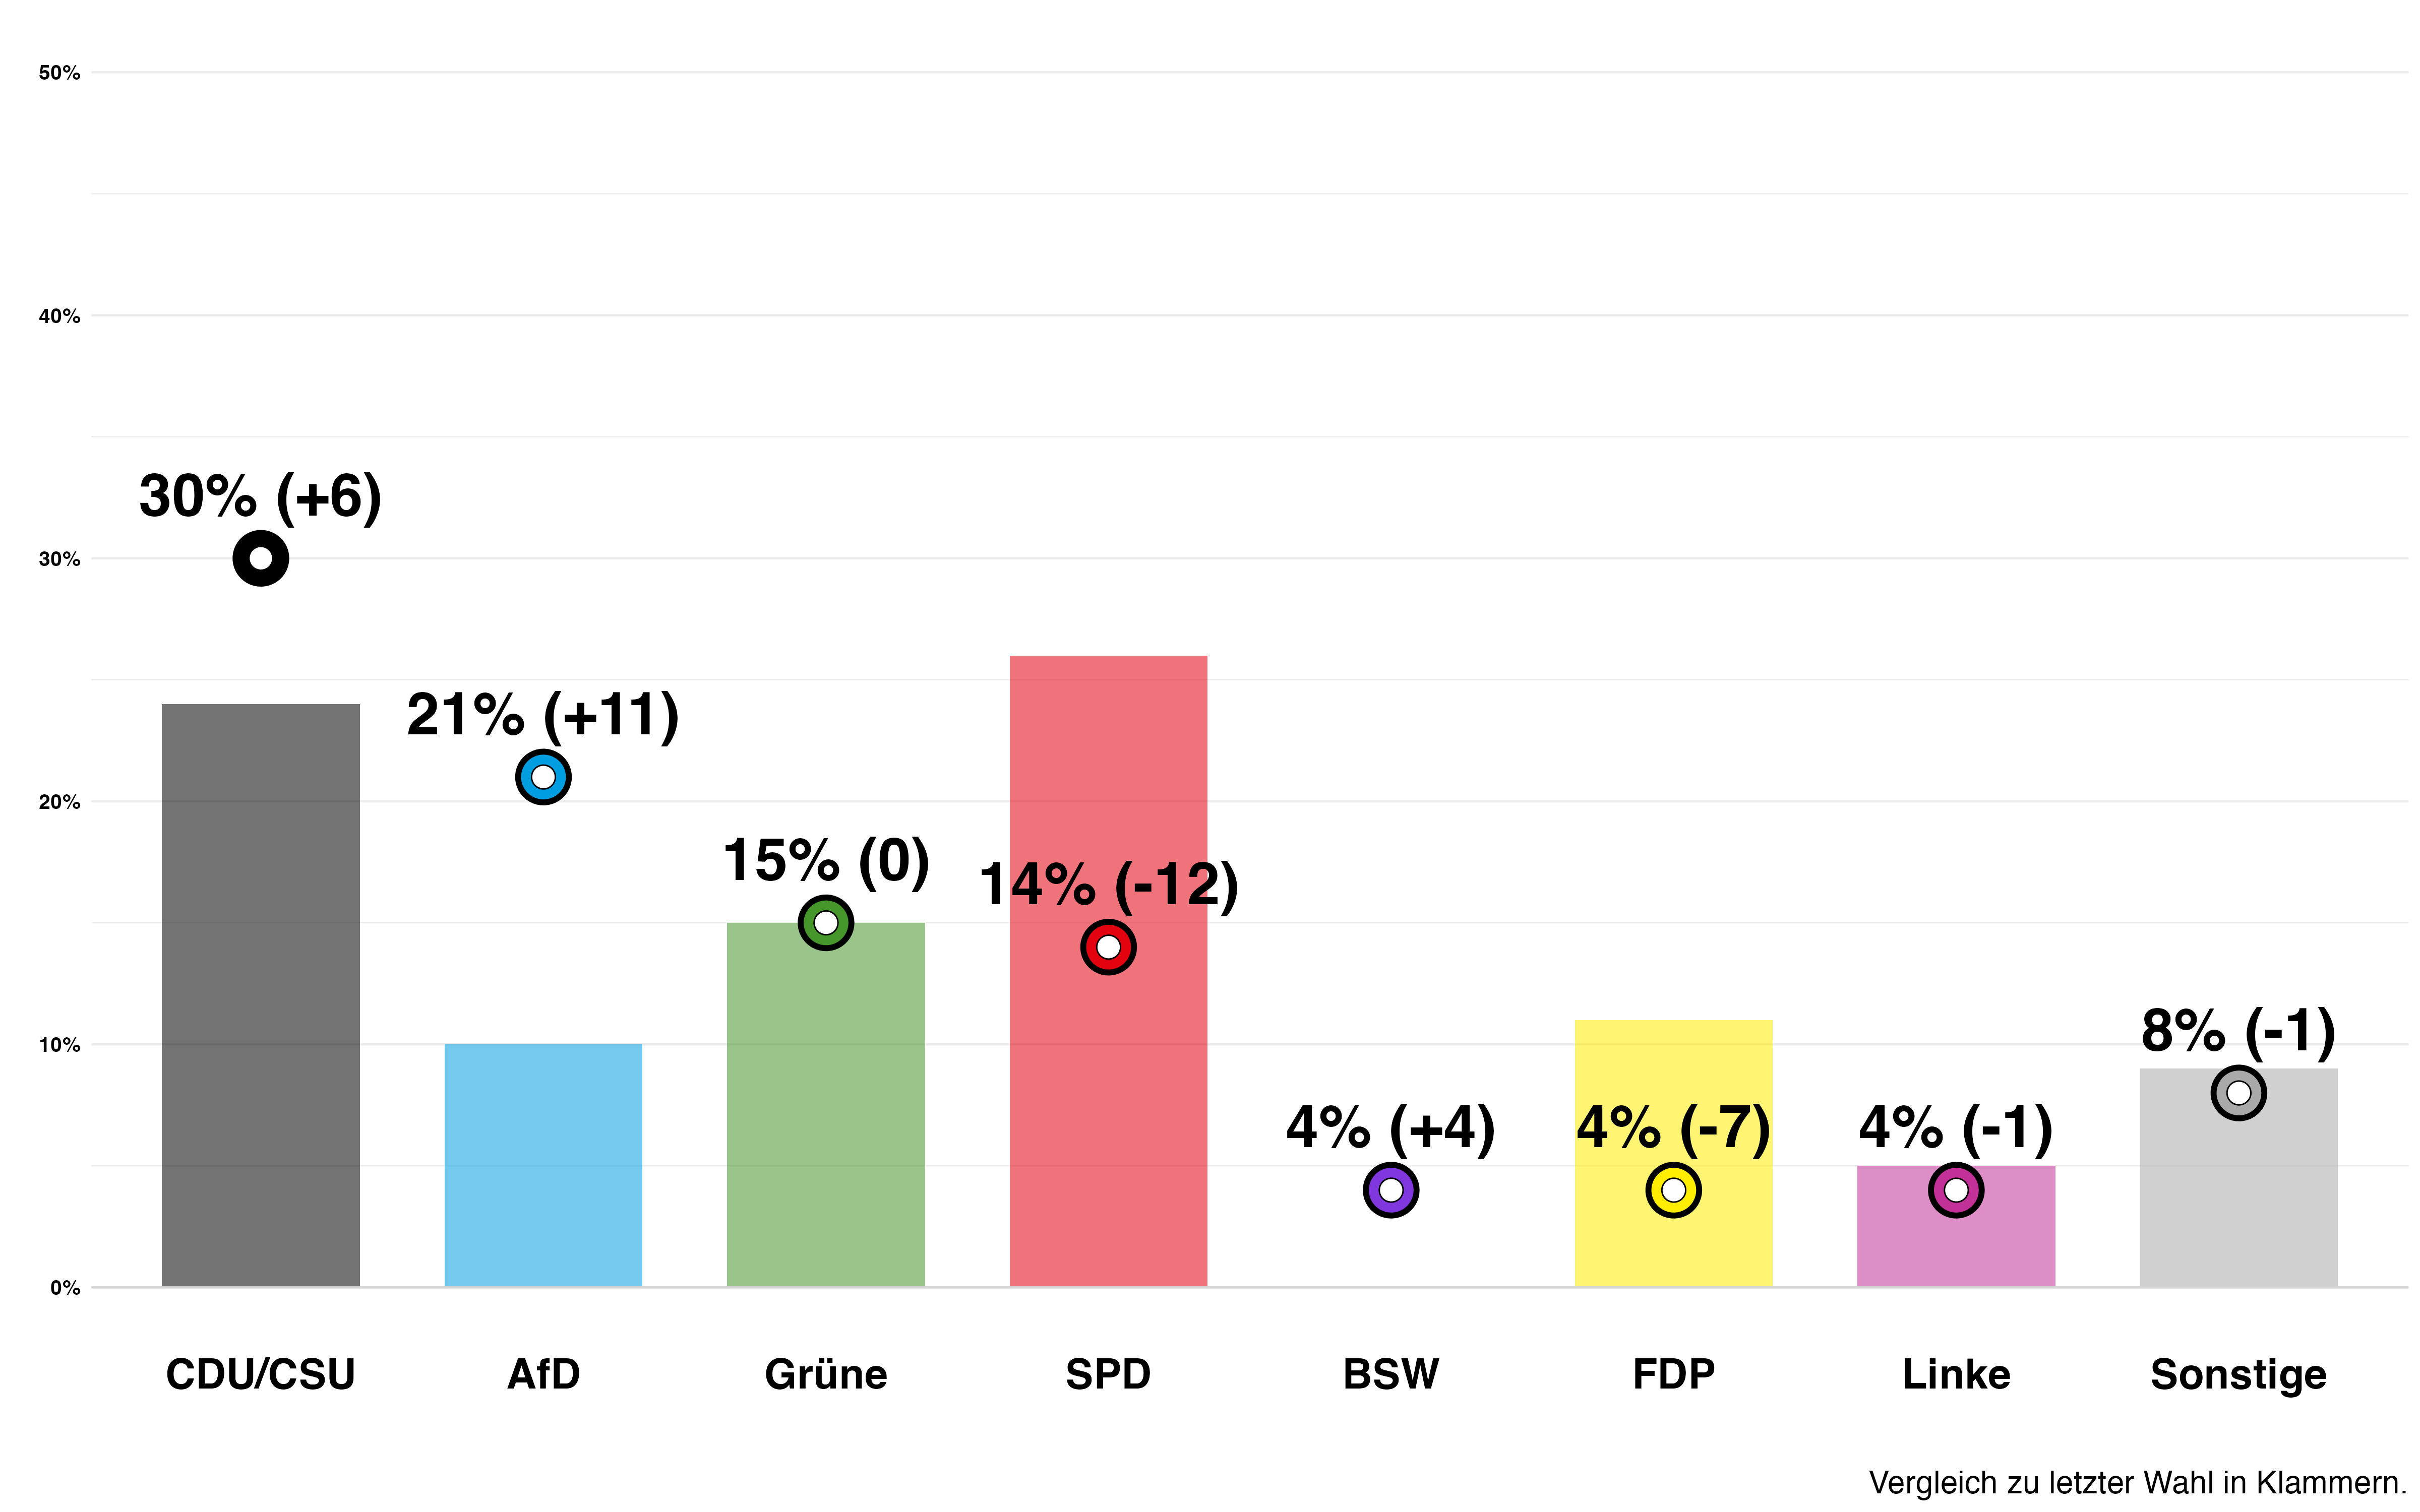 50%
40%
30%
20%
10%
0%
30% (+6)
21% (+11)
15% (0)
14% (-12)
4% (+4)
4% (-7)
4% (-1)
8% (-1)
CDU/CSU
AfD
Grüne
SPD
BSW
FDP
Linke
Sonstige
Vergleich zu letzter Wahl in Klammern.